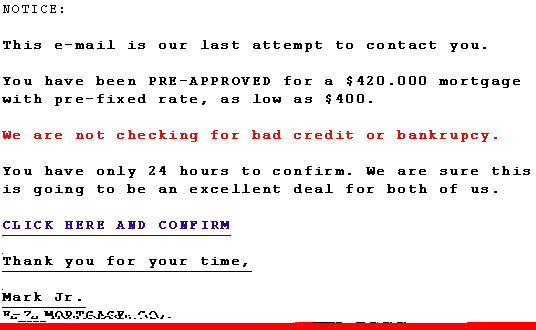 NOTICE:
This e-mail is our last attempt to contact you.
You have been PRE-APPROVED for a $420.000 mortgage
with pre-fixed rate, as low as $400.
We are not checking for bad credit or bankrupcy.
You have only 24 hours to confirm. We are sure this
is going to be an excellent deal for both of us.
CLICK HERE AND CONFIRM
Thank you for your time,
Mark Jr.
MORTGAGE CO.